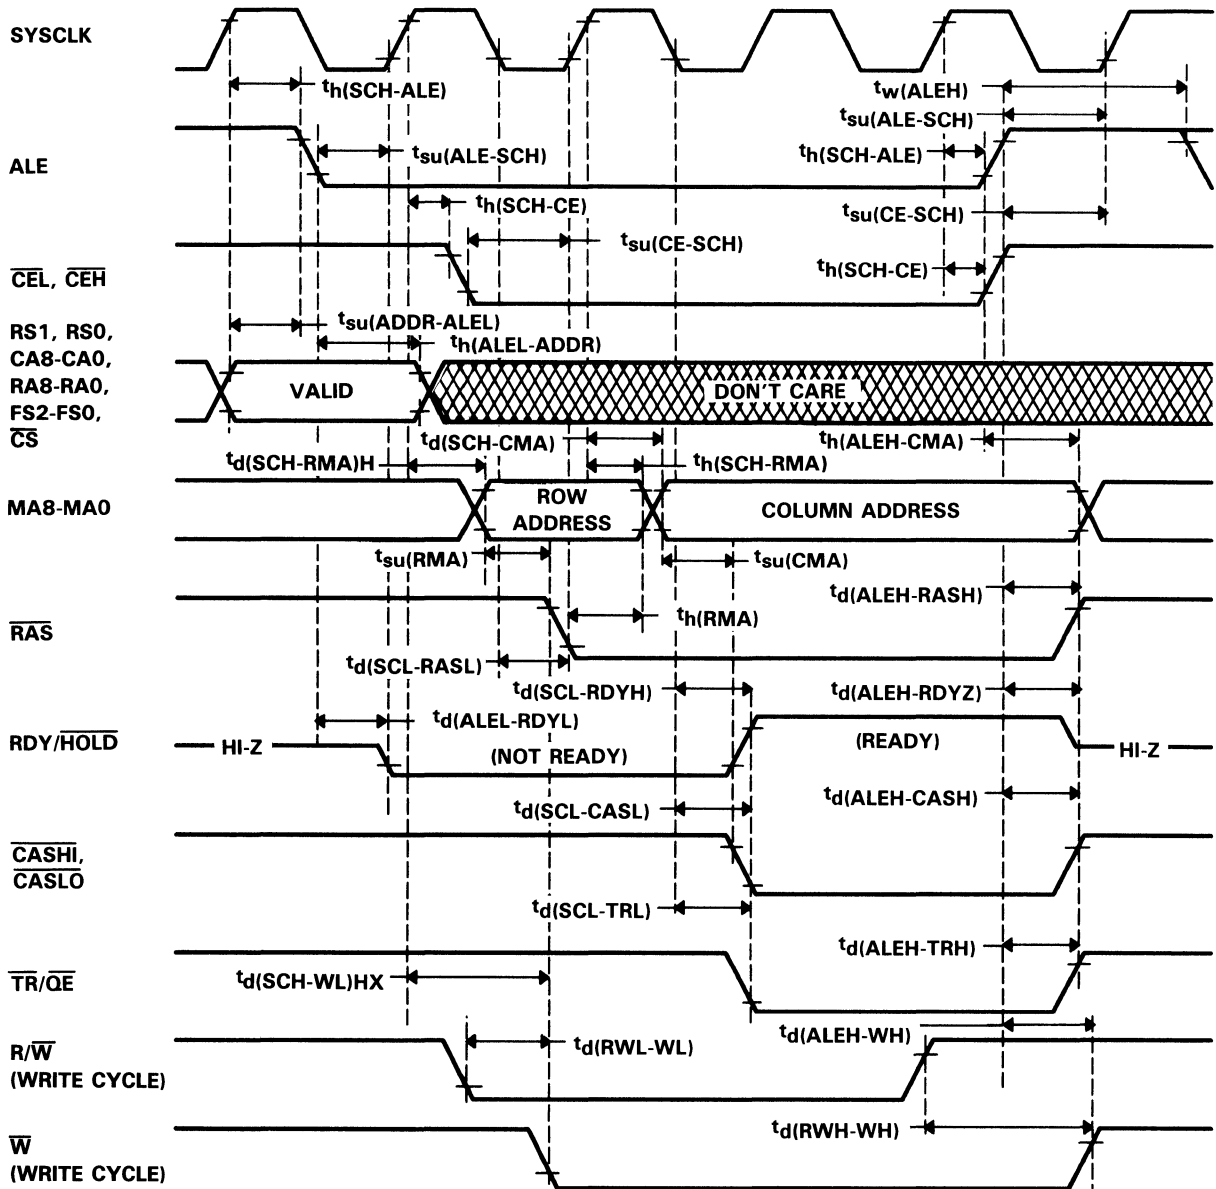 SYSCLK
th(SCH-ALE)
tw(ALEH)
tsu(ALE-SCH)
ALE
tsu(ALE-SCH)
th(SCH-ALE)
th(SCH-CE)
tsu(CE-SCH)
tsu(CE-SCH)
CEL, CEH
th(SCH-CE)
tsu(ADDR-ALEL)
RS1, RS0,
th(ALEL-ADDR)
CA8-CA0,
RA8-RA0,
VALID
DON'T CARE
FS2-FS0,
CS
td(SCH-CMA)
th(ALEH-CMA)
td(SCH-RMA)H
th(SCH-RMA)
MA8-MA0
ROW
ADDRESS
COLUMN ADDRESS
tsu(RMA)
tsu(CMA)
td(ALEH-RASH)
RAS
th(RMA)
td(SCL-RASL)
td(SCL-RDYH)
td(ALEH-RDYZ)
td(ALEL-RDYL)
RDY/HOLD
HI-Z
(NOT READY)
(READY)
HI-Z
td(SCL-CASL)
td(ALEH-CASH)
CASHI,
CASLO
td(SCL-TRL)
td(ALEH-TRH)
TR/QE
td(SCH-WL)HX
td(ALEH-WH)
R/W
(WRITE CYCLE)
td(RWL-WL)
td(RWH-WH)
W
(WRITE CYCLE)